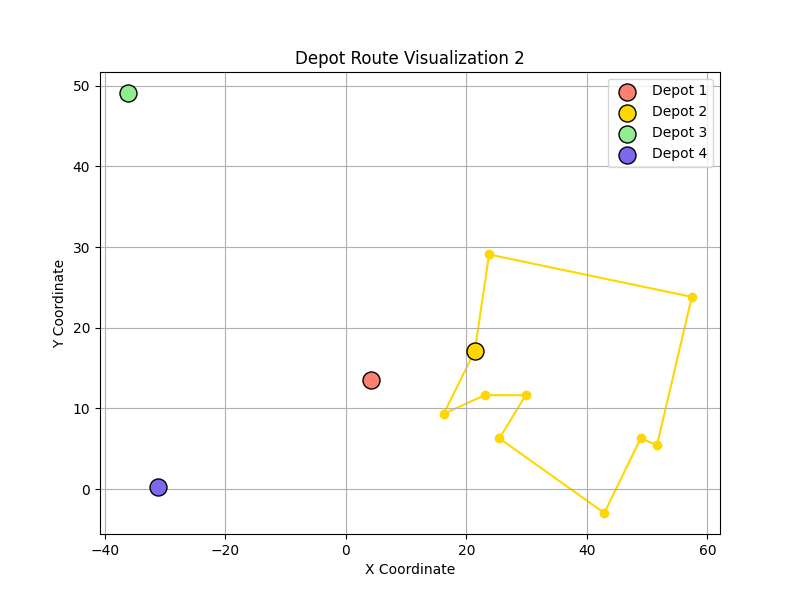 Depot Route Visualization 2
Depot 1
Depot 2
Depot 3
Depot 4
Y Coordinate
50
40
30
20
10
0
−40
−20
0
20
40
60
X Coordinate